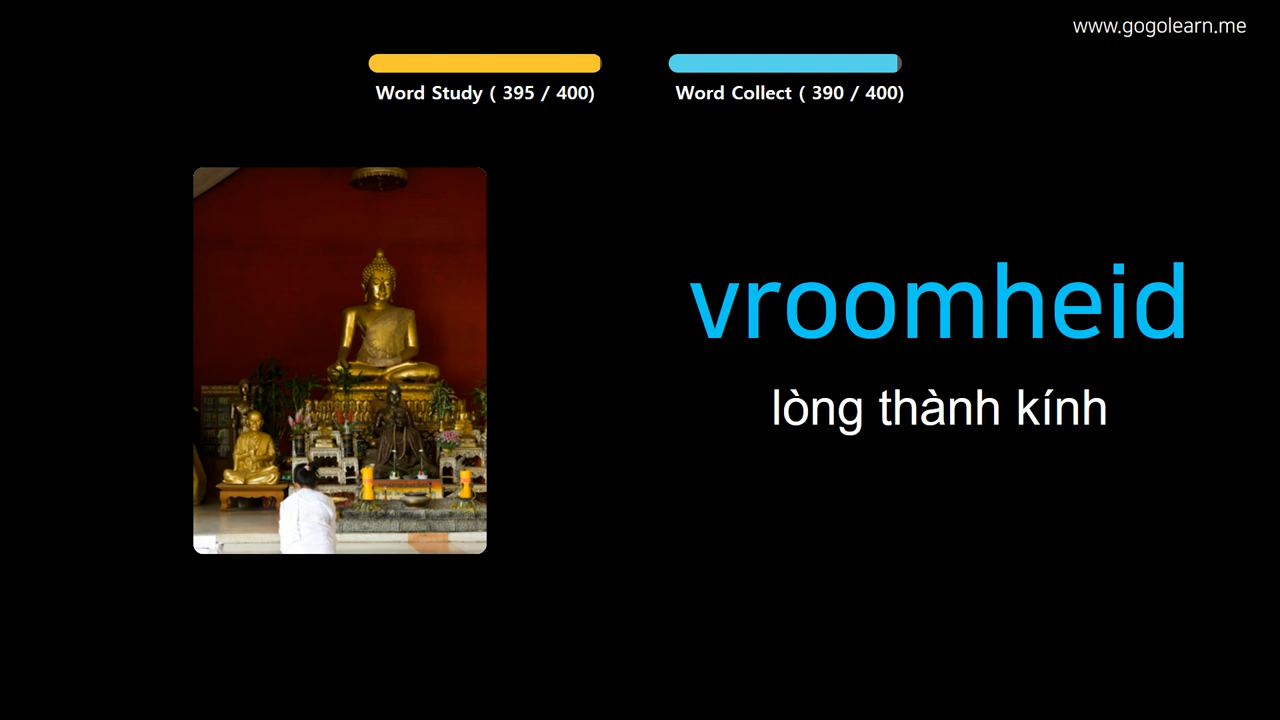 www.gogolearn.me
Word Study ( 395 / 400)
Word Collect ( 390 / 400)
vroomheid
lòng thành kính